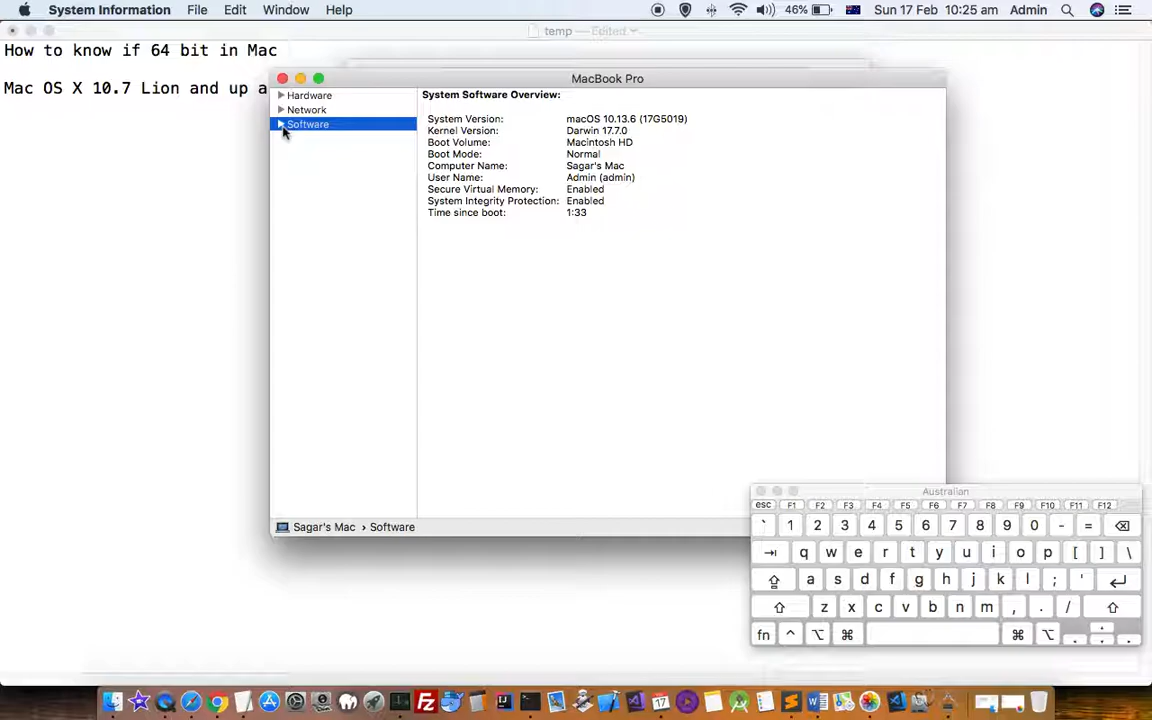 System Information File Edit Window Help 46% Sun 17 Feb 10:25 am Admin
temp — Edited
How to know if 64 bit in Mac
Mac OS X 10.7 Lion and up a
MacBook Pro
Hardware
Network
Software
System Software Overview:
System Version: macOS 10.13.6 (17G5019)
Kernel Version: Darwin 17.7.0
Boot Volume: Macintosh HD
Boot Mode: Normal
Computer Name: Sagar's Mac
User Name: Admin (admin)
Secure Virtual Memory: Enabled
System Integrity Protection: Enabled
Time since boot: 1:33
Sagar's Mac › Software
Australian
esc F1 F2 F3 F4 F5 F6 F7 F8 F9 F10 F11 F12
` 1 2 3 4 5 6 7 8 9 0 - =
q w e r t y u i o p [ ] \
a s d f g h j k l ; '
z x c v b n m , . /
fn ^ ⌥ ⌘ ⌘ ⌥
FZ 17